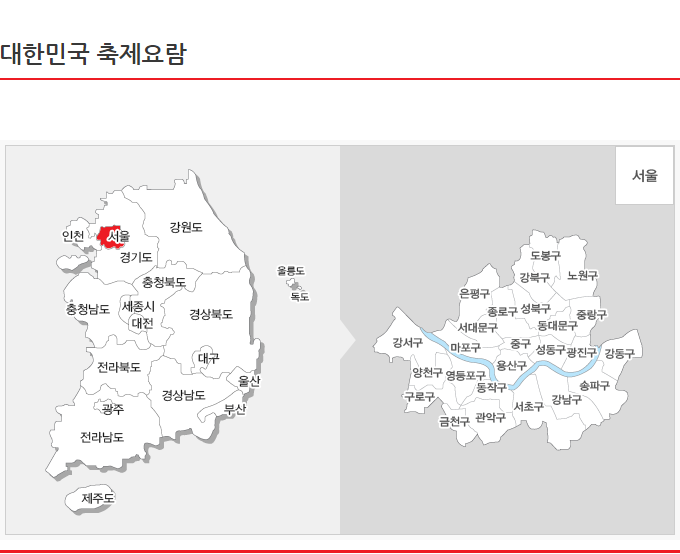 대한민국 축제요람
서울
강원도
인천
서울
경기도
울릉도
독도
충청북도
충청남도
세종시
대전
경상북도
대구
전라북도
울산
경상남도
광주
부산
전라남도
제주도
도봉구
강북구
노원구
은평구
종로구
성북구
중랑구
서대문구
동대문구
강서구
마포구
중구
성동구
광진구
강동구
양천구
영등포구
용산구
동작구
송파구
구로구
서초구
강남구
금천구
관악구